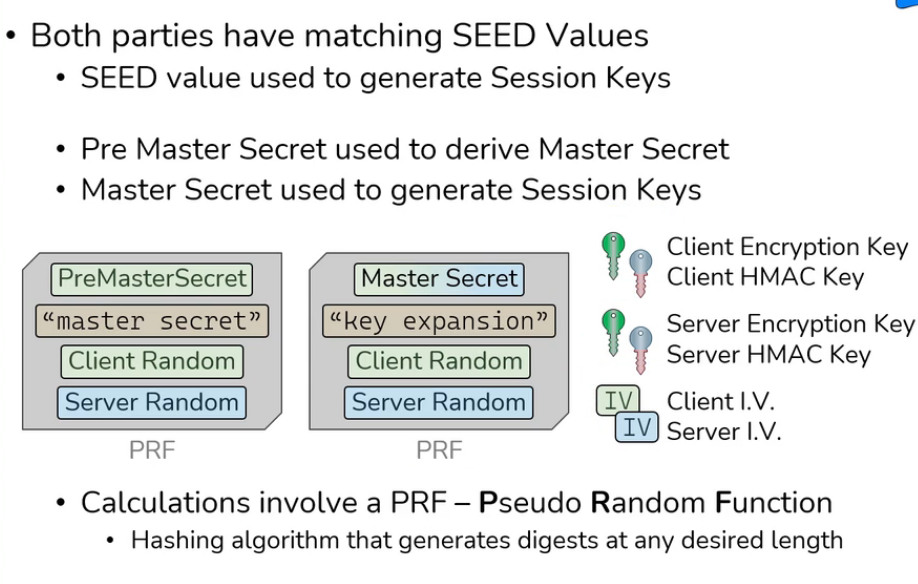 • Both parties have matching SEED Values
• SEED value used to generate Session Keys
• Pre Master Secret used to derive Master Secret
• Master Secret used to generate Session Keys
PreMasterSecret
“master secret”
Client Random
Server Random
PRF
Master Secret
“key expansion”
Client Random
Server Random
PRF
Client Encryption Key
Client HMAC Key
Server Encryption Key
Server HMAC Key
IV
IV
Client I.V.
Server I.V.
• Calculations involve a PRF – Pseudo Random Function
• Hashing algorithm that generates digests at any desired length